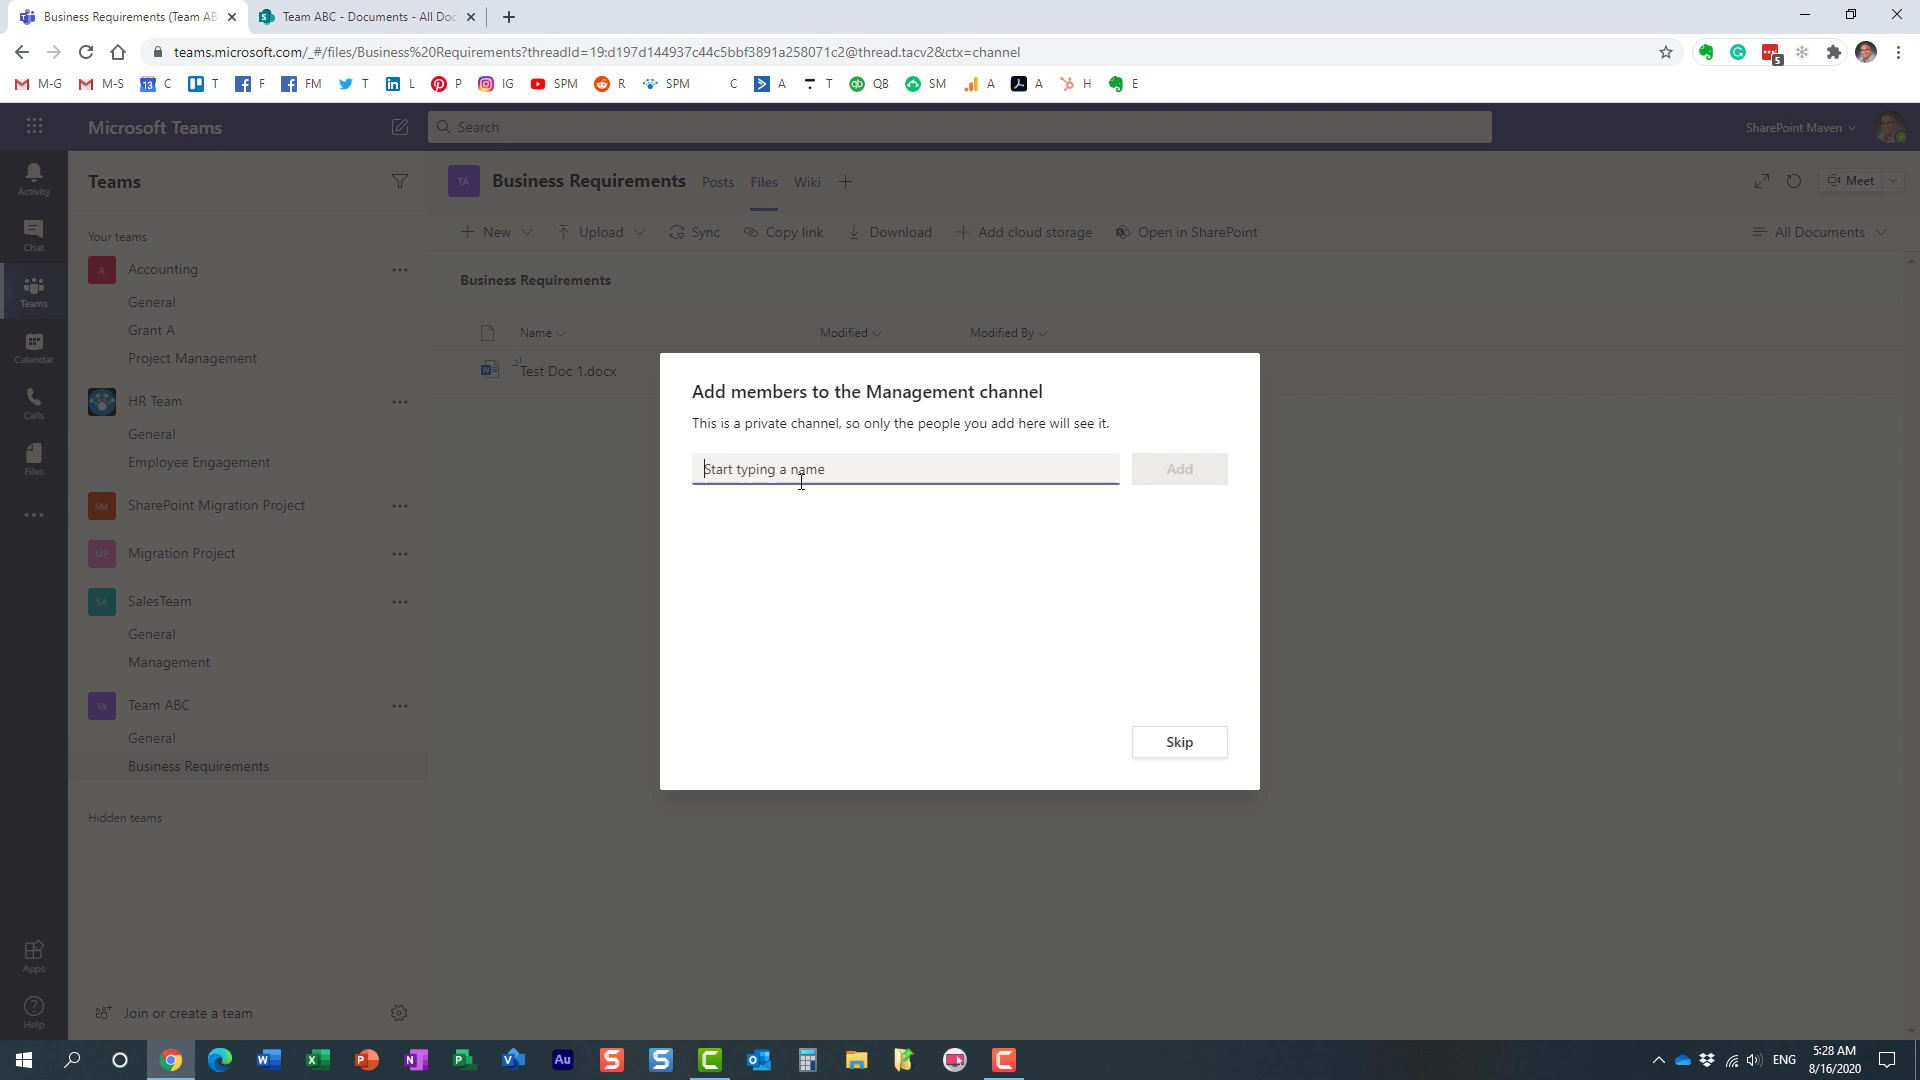 Business Requirements (Team AB
Team ABC - Documents - All Doc
teams.microsoft.com/_#/files/Business%20Requirements?threadId=19:d197d144937c44c5bbf3891a258071c2@thread.tacv2&ctx=channel
5
M-G M-S 13 C T F FM T L P IG SPM R SPM C A T QB SM A A H E
Microsoft Teams
Search
SharePoint Maven
Activity
Chat
Teams
Calendar
Calls
Files
Apps
Help
Teams
Your teams
A Accounting
General
Grant A
Project Management
HR Team
General
Employee Engagement
SM SharePoint Migration Project
MP Migration Project
SA SalesTeam
General
Management
TA Team ABC
General
Business Requirements
Hidden teams
Join or create a team
TA Business Requirements Posts Files Wiki
Meet
New Upload Sync Copy link Download Add cloud storage Open in SharePoint All Documents
Business Requirements
Name Modified Modified By
Test Doc 1.docx
Add members to the Management channel
This is a private channel, so only the people you add here will see it.
Start typing a name
Add
Skip
ENG
5:28 AM
8/16/2020